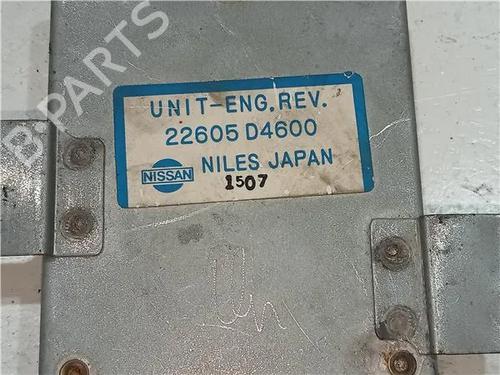 B-PARTS
UNIT-ENG.REV.
22605 D4600
NISSAN NILES JAPAN
1507